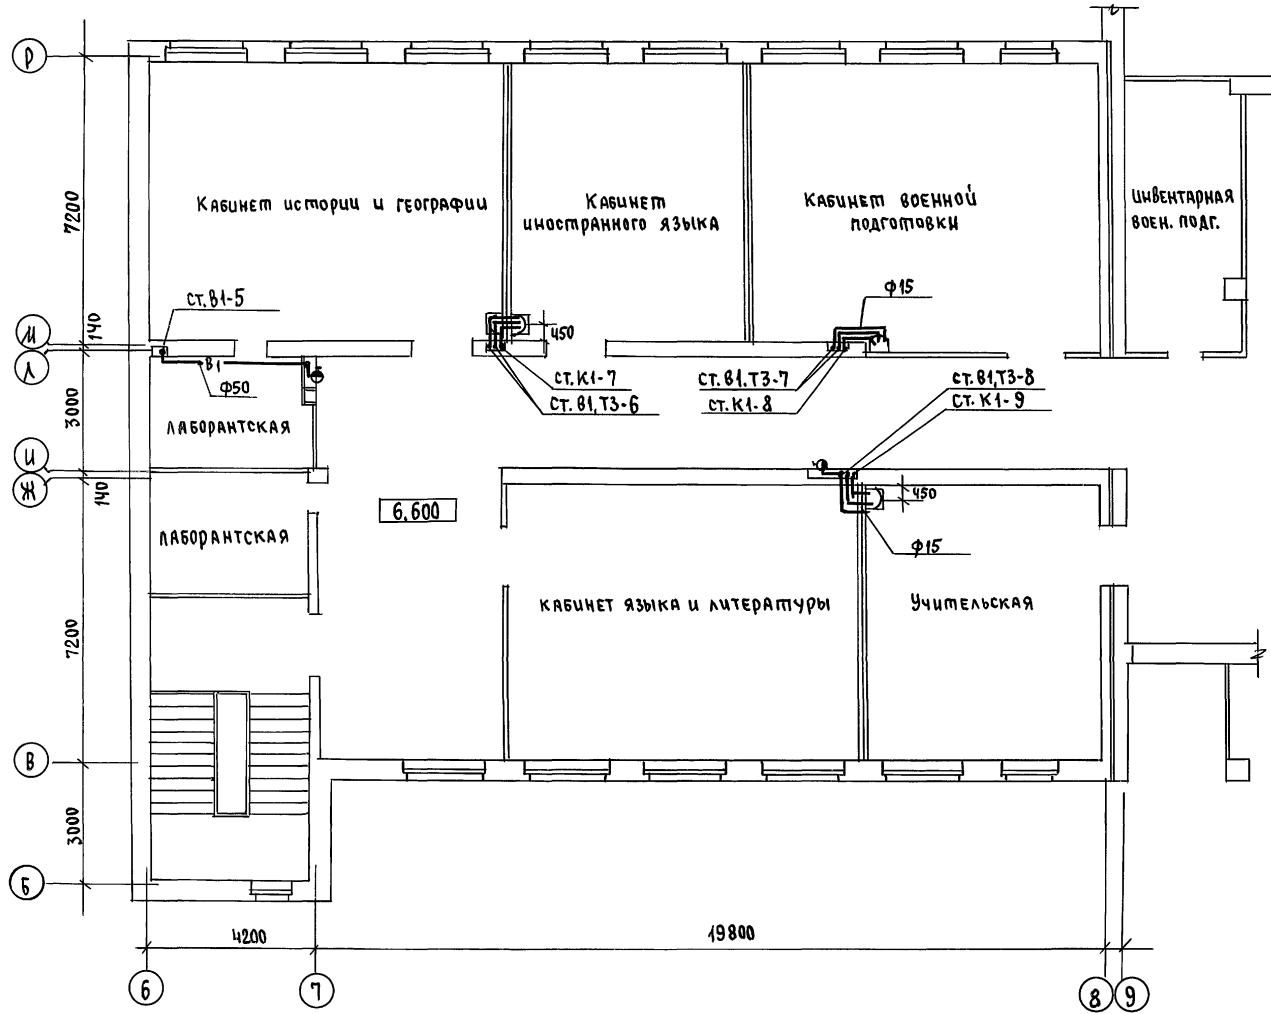 Р
7200
КАБИНЕТ ИСТОРИИ И ГЕОГРАФИИ
КАБИНЕТ
ИНОСТРАННОГО ЯЗЫКА
КАБИНЕТ ВОЕННОЙ
ПОДГОТОВКИ
ИНВЕНТАРНАЯ
ВОЕН. ПОДГ.
СТ. В1-5
Ф15
450
М
140
Л
В1
Ф50
3000
СТ. К1-7
СТ. В1, Т3-6
СТ. В1, Т3-7
СТ. К1-8
СТ. В1, Т3-8
СТ. К1-9
ЛАБОРАНТСКАЯ
И
Ж
140
450
6,600
ЛАБОРАНТСКАЯ
Ф15
КАБИНЕТ ЯЗЫКА И ЛИТЕРАТУРЫ
УЧИТЕЛЬСКАЯ
7200
В
3000
Б
4200
19800
6
7
8
9